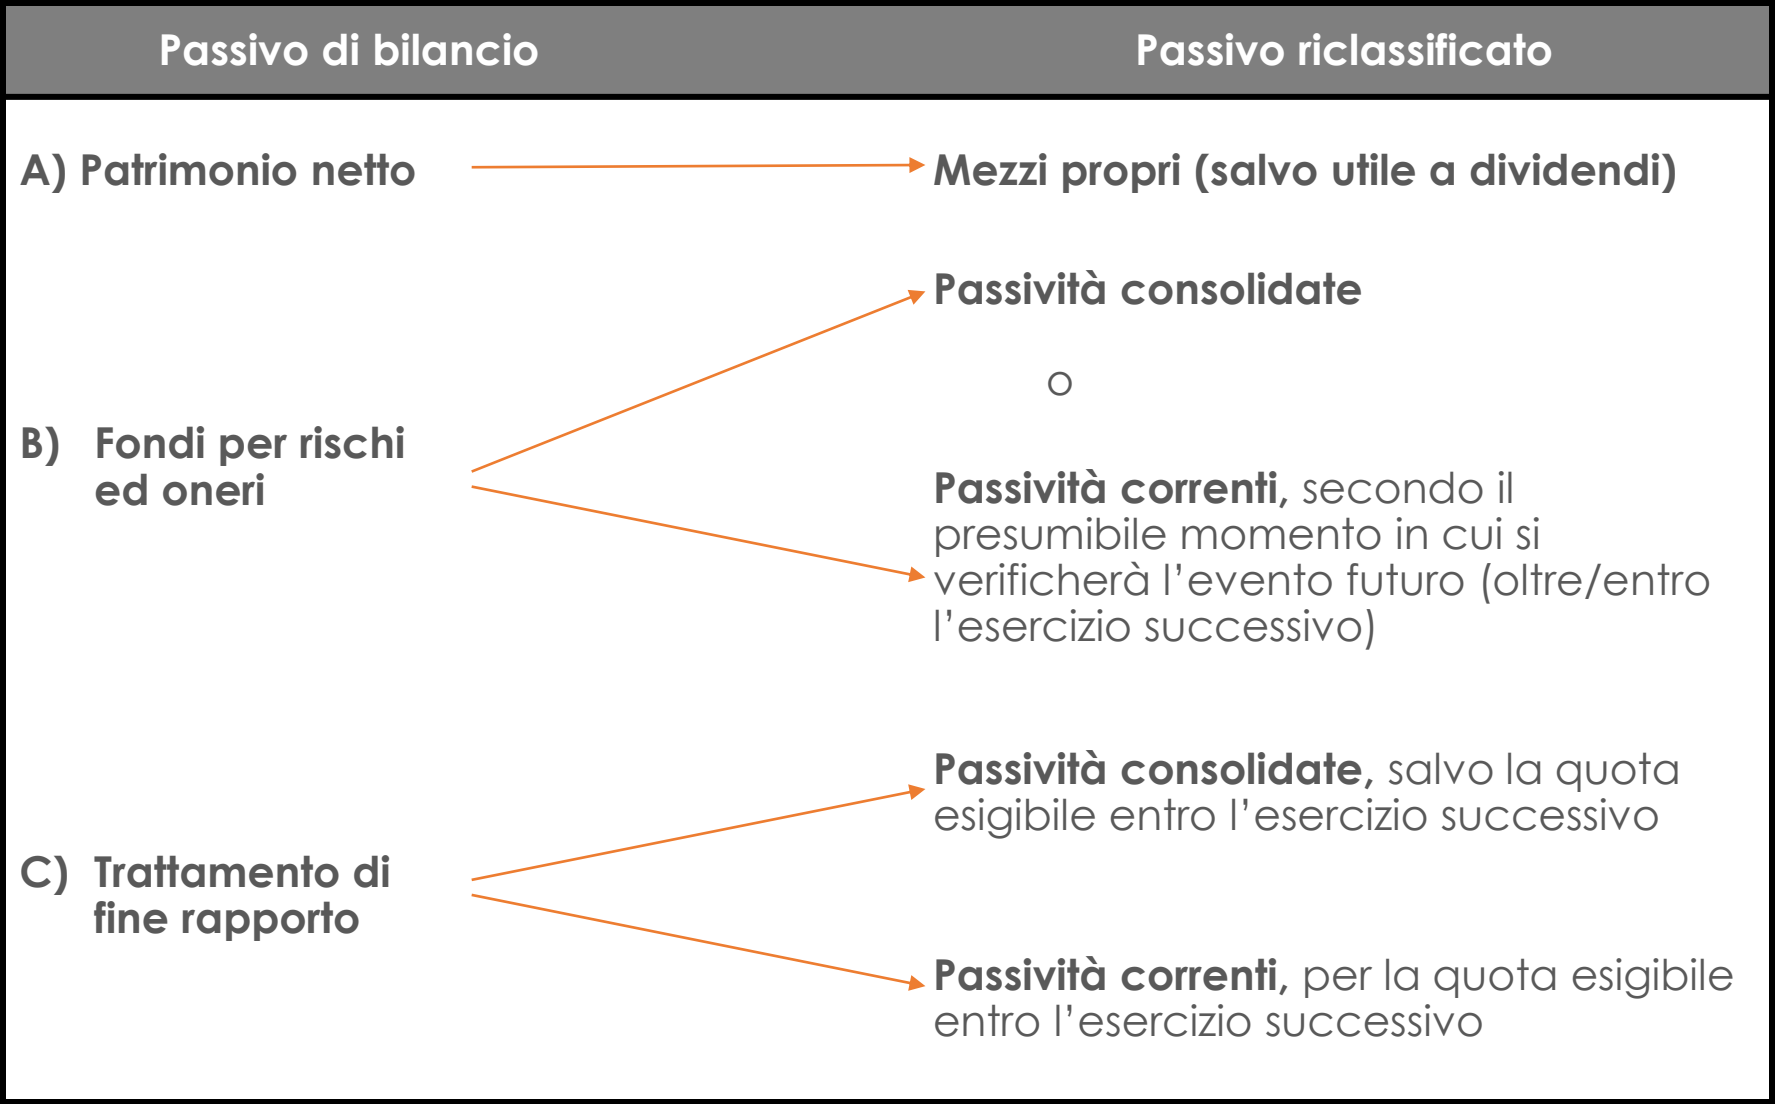 Passivo di bilancio
Passivo riclassificato
A) Patrimonio netto
Mezzi propri (salvo utile a dividendi)
B) Fondi per rischi
ed oneri
Passività consolidate
o
Passività correnti, secondo il
presumibile momento in cui si
verificherà l’evento futuro (oltre/entro
l’esercizio successivo)
C) Trattamento di
fine rapporto
Passività consolidate, salvo la quota
esigibile entro l’esercizio successivo
Passività correnti, per la quota esigibile
entro l’esercizio successivo